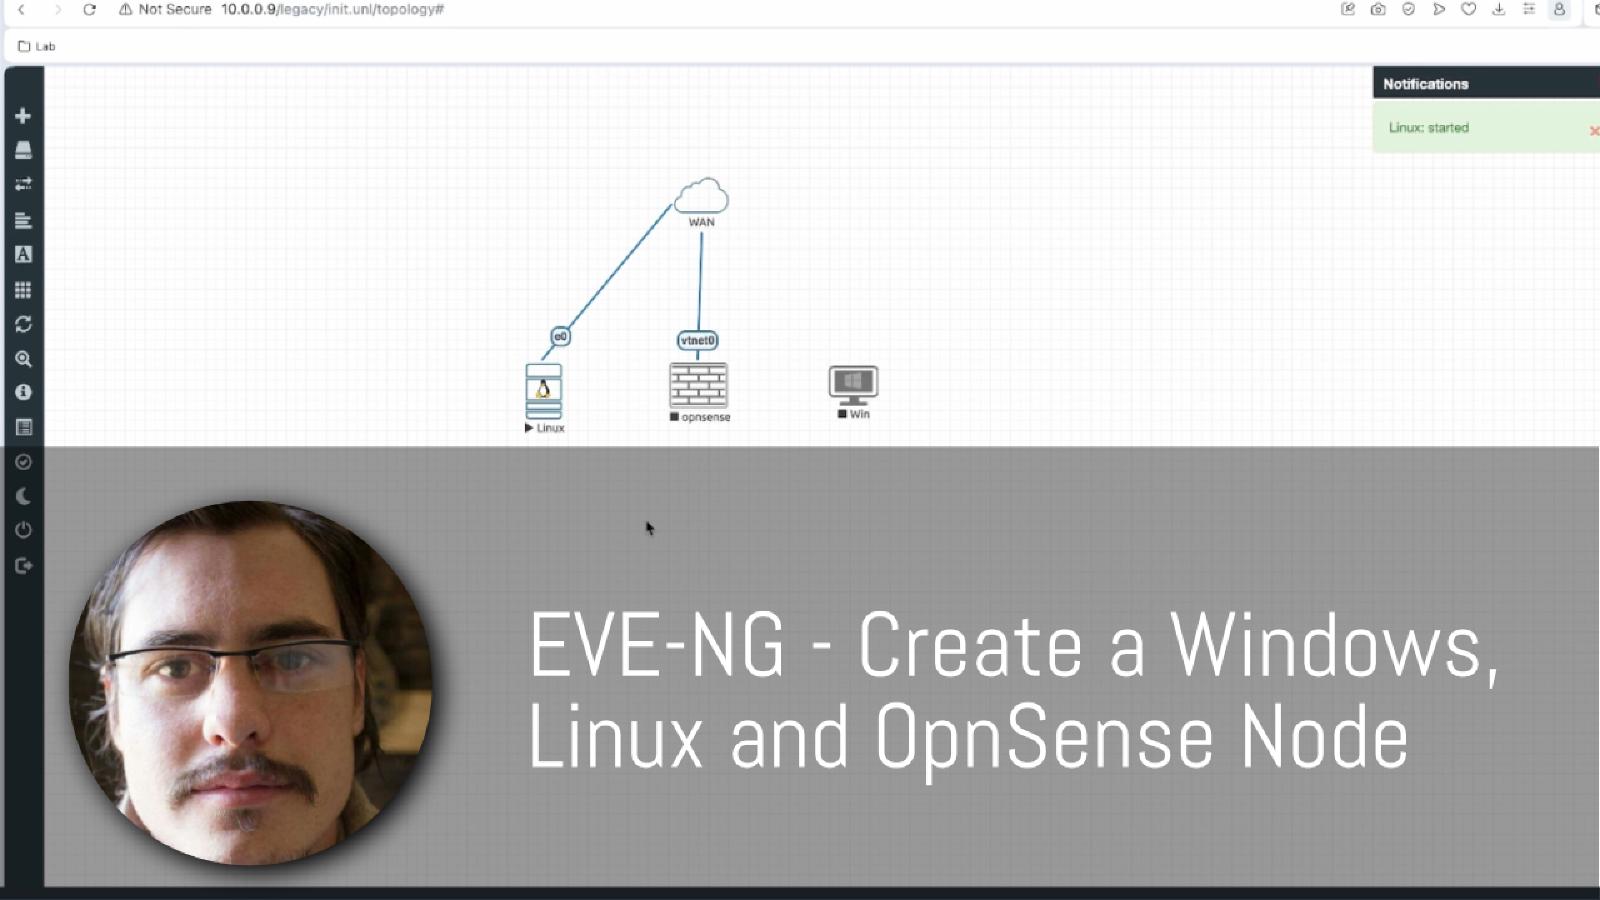 Not Secure 10.0.0.9/legacy/init.unl/topology#
Lab
Notifications
Linux: started
WAN
e0
vtnet0
Linux
opnsense
Win
EVE-NG - Create a Windows,
Linux and OpnSense Node